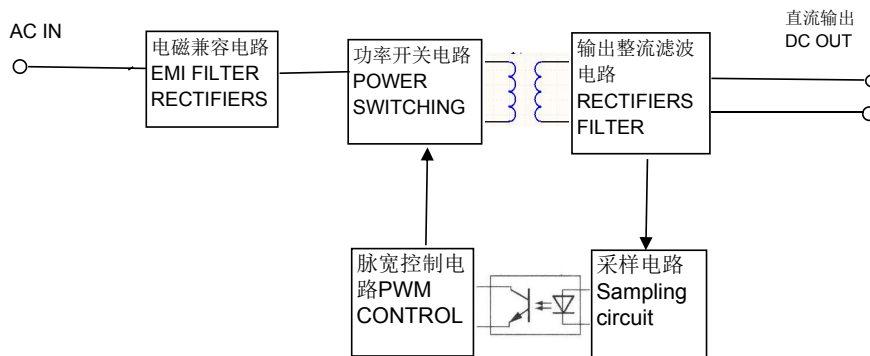 AC IN
电磁兼容电路
EMI FILTER
RECTIFIERS
功率开关电路
POWER
SWITCHING
输出整流滤波
电路
RECTIFIERS
FILTER
直流输出
DC OUT
脉宽控制电
路PWM
CONTROL
采样电路
Sampling
circuit